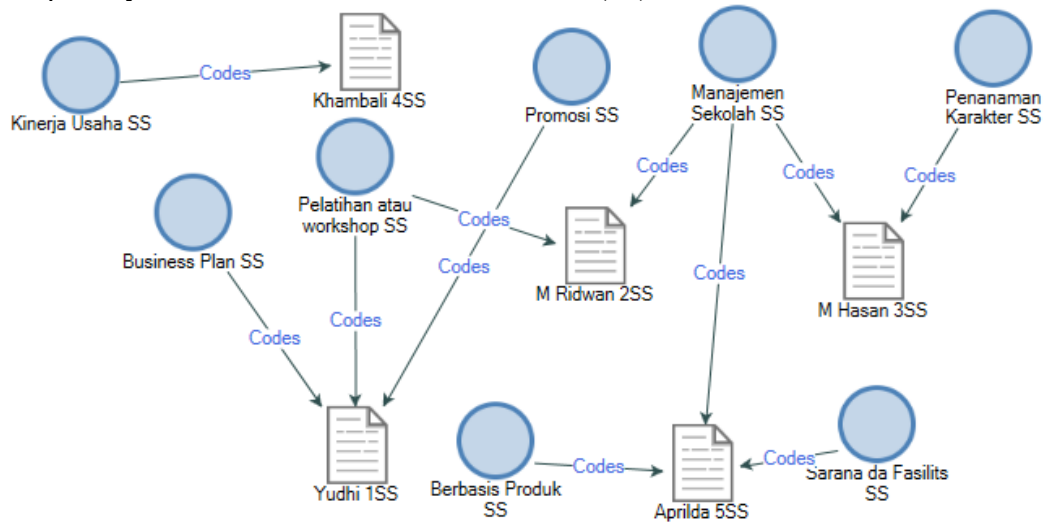 Codes
Khambali 4SS
Kinerja Usaha SS
Promosi SS
Manajemen
Sekolah SS
Penanaman
Karakter SS
Codes
Codes
Codes
Pelatihan atau
workshop SS
Codes
Business Plan SS
Codes
Codes
M Ridwan 2SS
M Hasan 3SS
Codes
Codes
Yudhi 1SS
Berbasis Produk
SS
Codes
Codes
Sarana da Fasilits
SS
Aprilda 5SS